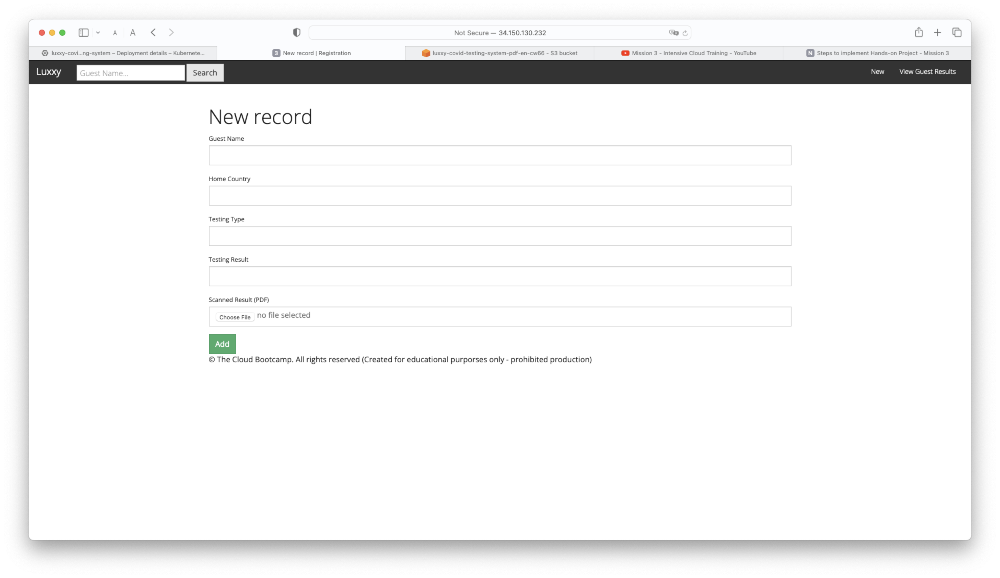 A A Not Secure — 34.150.130.232
luxxy-covi...ng-system – Deployment details – Kubernete... 3 New record | Registration luxxy-covid-testing-system-pdf-en-cw66 - S3 bucket Mission 3 - Intensive Cloud Training - YouTube N Steps to implement Hands-on Project - Mission 3
Luxxy Guest Name... Search New View Guest Results
New record
Guest Name
Home Country
Testing Type
Testing Result
Scanned Result (PDF)
Choose File no file selected
Add
© The Cloud Bootcamp. All rights reserved (Created for educational purporses only - prohibited production)